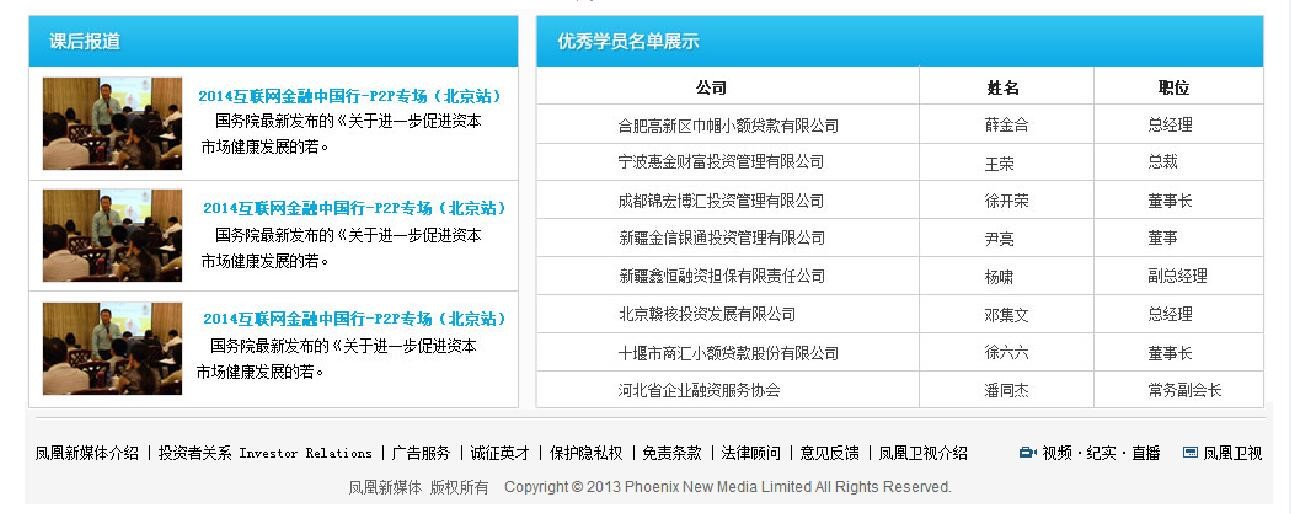 课后报道
2014互联网金融中国行-P2P专场（北京站）
国务院最新发布的《关于进一步促进资本
市场健康发展的若。
2014互联网金融中国行-P2P专场（北京站）
国务院最新发布的《关于进一步促进资本
市场健康发展的若。
2014互联网金融中国行-P2P专场（北京站）
国务院最新发布的《关于进一步促进资本
市场健康发展的若。
优秀学员名单展示
公司 姓名 职位
合肥高新区巾帼小额贷款有限公司 薛金合 总经理
宁波惠金财富投资管理有限公司 王荣 总裁
成都锦宏博汇投资管理有限公司 徐开荣 董事长
新疆金信银通投资管理有限公司 尹亮 董事
新疆鑫恒融资担保有限责任公司 杨啸 副总经理
北京赣核投资发展有限公司 邓集文 总经理
十堰市商汇小额贷款股份有限公司 徐六六 董事长
河北省企业融资服务协会 潘同杰 常务副会长
凤凰新媒体介绍 | 投资者关系 Investor Relations | 广告服务 | 诚征英才 | 保护隐私权 | 免责条款 | 法律顾问 | 意见反馈 | 凤凰卫视介绍 视频 · 纪实 · 直播 凤凰卫视
凤凰新媒体 版权所有 Copyright © 2013 Phoenix New Media Limited All Rights Reserved.